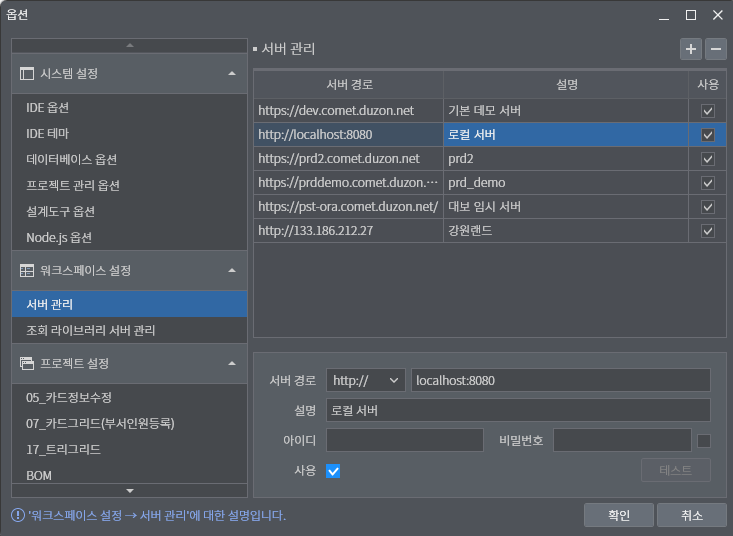 옵션
시스템 설정
IDE 옵션
IDE 테마
데이터베이스 옵션
프로젝트 관리 옵션
설계도구 옵션
Node.js 옵션
워크스페이스 설정
서버 관리
조회 라이브러리 서버 관리
프로젝트 설정
05_카드정보수정
07_카드그리드(부서인원등록)
17_트리그리드
BOM
서버 관리
서버 경로 설명 사용
https://dev.comet.duzon.net 기본 데모 서버
http://localhost:8080 로컬 서버
https://prd2.comet.duzon.net prd2
https://prddemo.comet.duzon.⋯ prd_demo
https://pst-ora.comet.duzon.net/ 대보 임시 서버
http://133.186.212.27 강원랜드
서버 경로 http:// localhost:8080
설명 로컬 서버
아이디 비밀번호
사용 테스트
'워크스페이스 설정 → 서버 관리'에 대한 설명입니다.
확인 취소